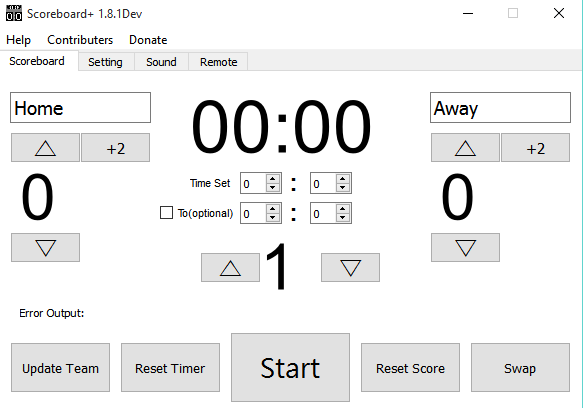 Scoreboard+ 1.8.1Dev
Help Contributers Donate
Scoreboard Setting Sound Remote
Home 00:00 Away
△ +2 △ +2
0 Time Set 0 : 0 0
To(optional) 0 : 0
▽ △ 1 ▽ ▽
Error Output:
Update Team Reset Timer Start Reset Score Swap